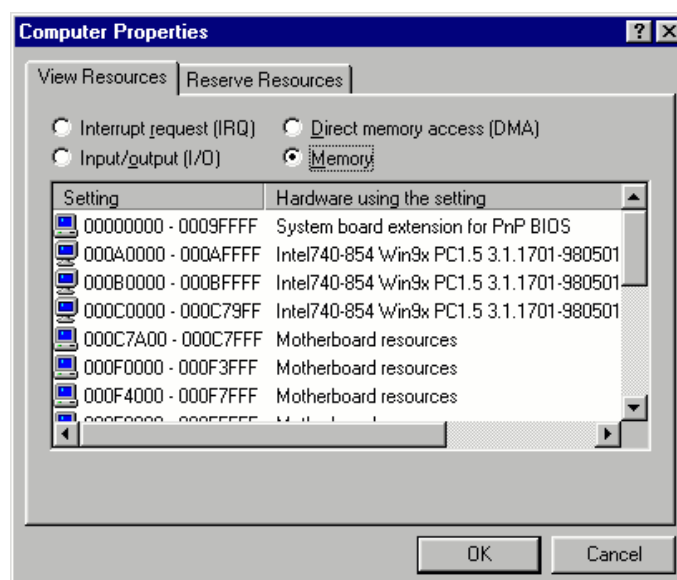 Computer Properties
View Resources Reserve Resources
Interrupt request (IRQ) Direct memory access (DMA)
Input/output (I/O) Memory
Setting Hardware using the setting
00000000 - 0009FFFF System board extension for PnP BIOS
000A0000 - 000AFFFF Intel740-854 Win9x PC1.5 3.1.1701-980501
000B0000 - 000BFFFF Intel740-854 Win9x PC1.5 3.1.1701-980501
000C0000 - 000C79FF Intel740-854 Win9x PC1.5 3.1.1701-980501
000C7A00 - 000C7FFF Motherboard resources
000F0000 - 000F3FFF Motherboard resources
000F4000 - 000F7FFF Motherboard resources
OK Cancel